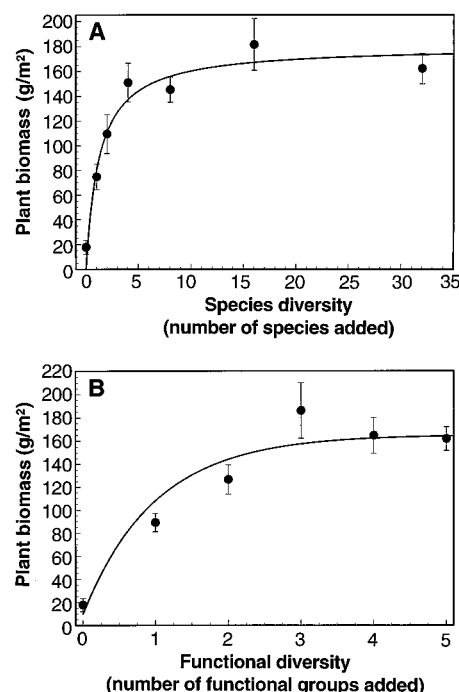 A
Plant biomass (g/m²)
200
180
160
140
120
100
80
60
40
20
0
0 5 10 15 20 25 30 35
Species diversity
(number of species added)
B
Plant biomass (g/m²)
220
200
180
160
140
120
100
80
60
40
20
0
0 1 2 3 4 5
Functional diversity
(number of functional groups added)